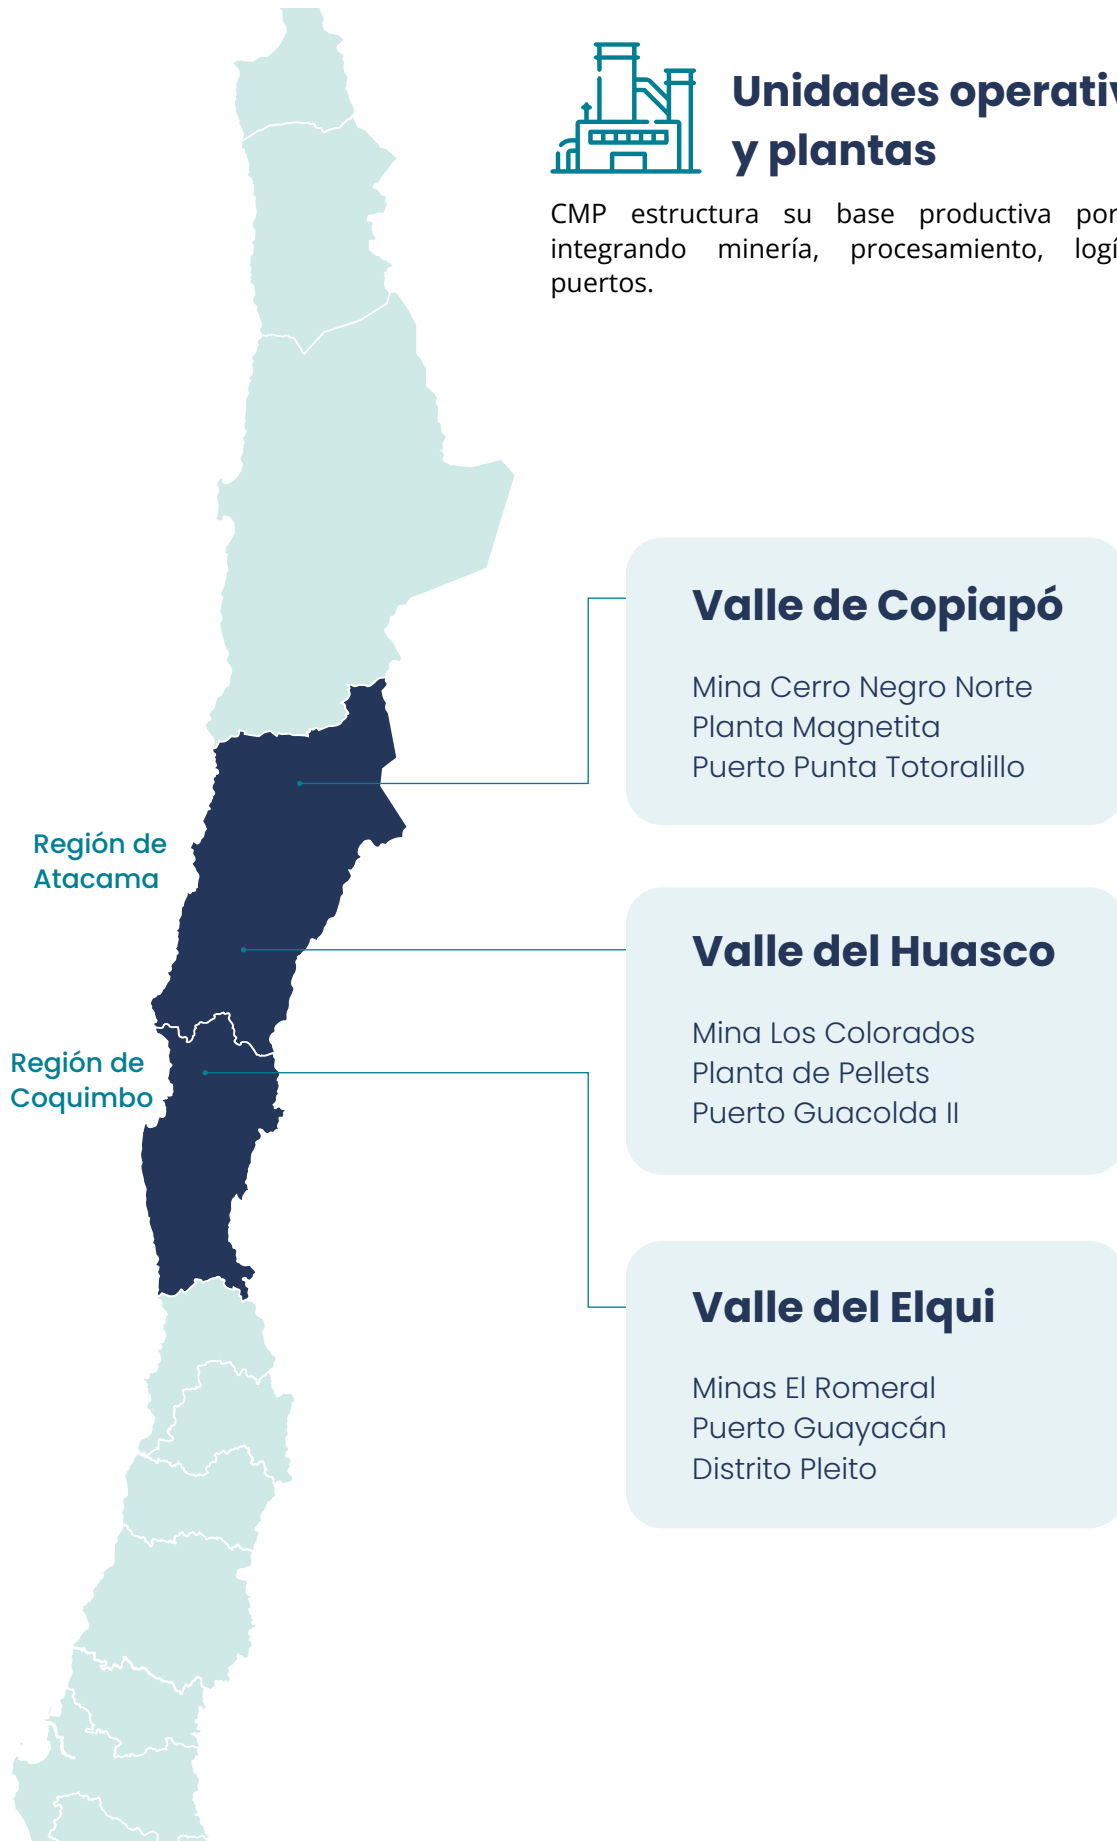 Unidades operativ
y plantas
CMP estructura su base productiva por
integrando minería, procesamiento, logí
puertos.
Valle de Copiapó
Mina Cerro Negro Norte
Planta Magnetita
Puerto Punta Totoralillo
Región de
Atacama
Valle del Huasco
Mina Los Colorados
Planta de Pellets
Puerto Guacolda II
Región de
Coquimbo
Valle del Elqui
Minas El Romeral
Puerto Guayacán
Distrito Pleito